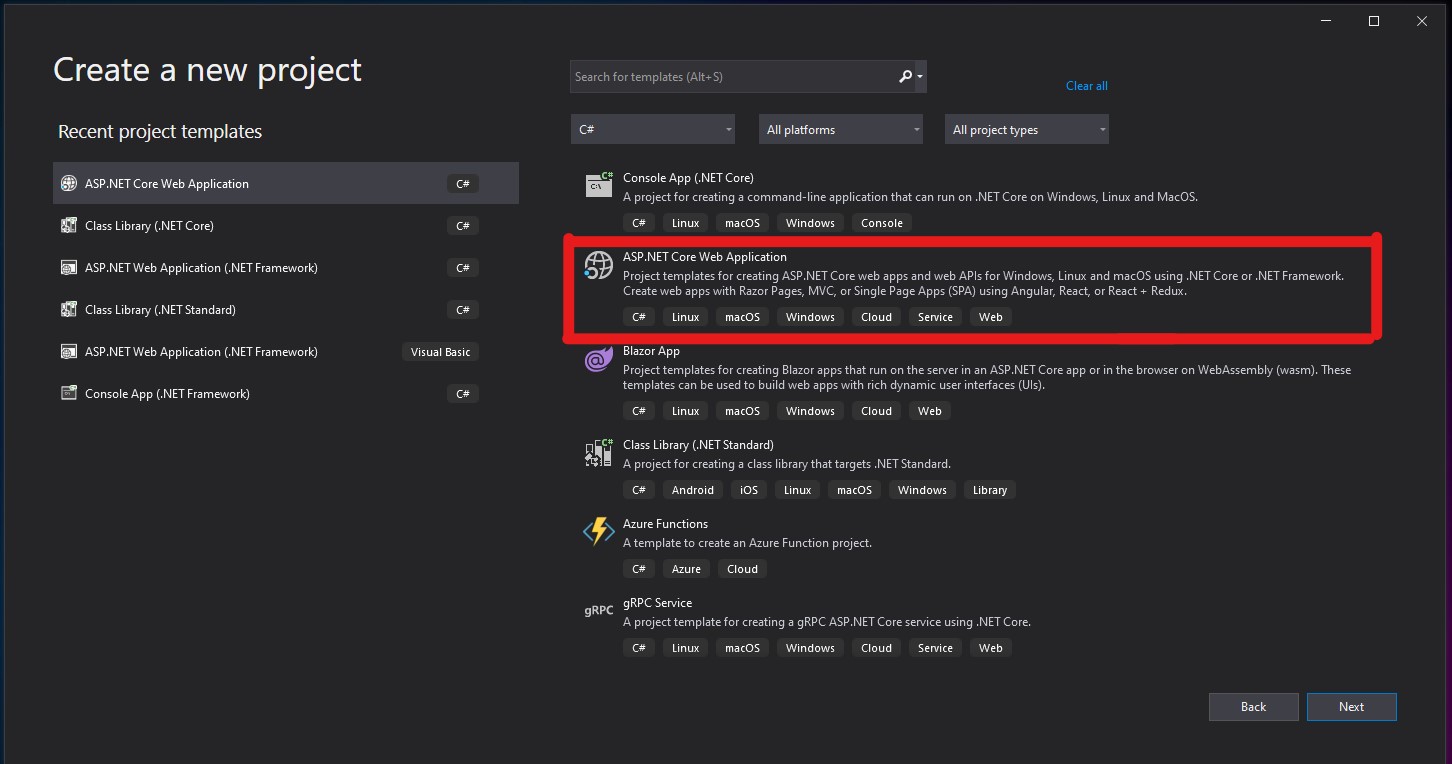 Create a new project
Recent project templates
ASP.NET Core Web Application C#
Class Library (.NET Core) C#
ASP.NET Web Application (.NET Framework) C#
Class Library (.NET Standard) C#
ASP.NET Web Application (.NET Framework) Visual Basic
Console App (.NET Framework) C#
Search for templates (Alt+S)
Clear all
C# All platforms All project types
C#
C:\
Console App (.NET Core)
A project for creating a command-line application that can run on .NET Core on Windows, Linux and MacOS.
C# Linux macOS Windows Console
ASP.NET Core Web Application
Project templates for creating ASP.NET Core web apps and web APIs for Windows, Linux and macOS using .NET Core or .NET Framework.
Create web apps with Razor Pages, MVC, or Single Page Apps (SPA) using Angular, React, or React + Redux.
C# Linux macOS Windows Cloud Service Web
Blazor App
Project templates for creating Blazor apps that run on the server in an ASP.NET Core app or in the browser on WebAssembly (wasm). These
templates can be used to build web apps with rich dynamic user interfaces (UIs).
C# Linux macOS Windows Cloud Web
C#
Class Library (.NET Standard)
A project for creating a class library that targets .NET Standard.
C# Android iOS Linux macOS Windows Library
Azure Functions
A template to create an Azure Function project.
C# Azure Cloud
gRPC
gRPC Service
A project template for creating a gRPC ASP.NET Core service using .NET Core.
C# Linux macOS Windows Cloud Service Web
Back Next